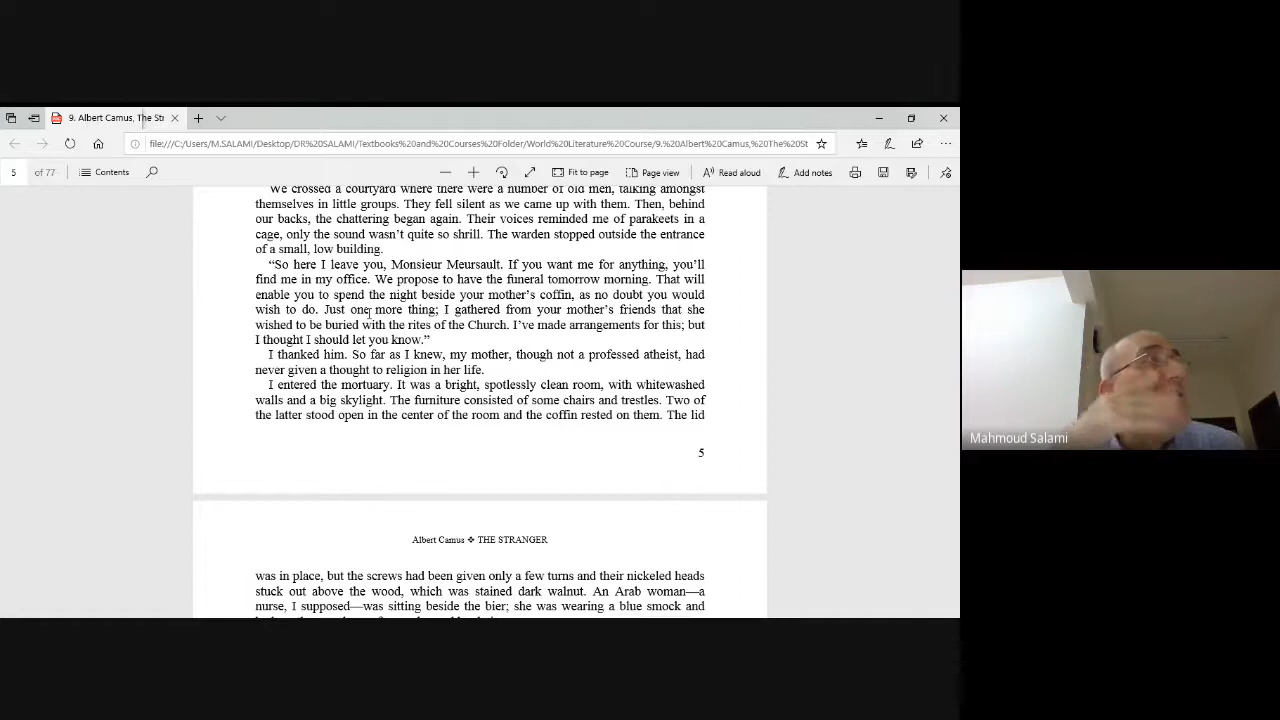 9. Albert Camus, The Str
file:///C:/Users/M.SALAMI/Desktop/DR%20SALAMI/Textbooks%20and%20Courses%20Folder/World%20Literature%20Course/9.%20Albert%20Camus,%20The%20St
5 of 77 Contents Fit to page Page view Read aloud Add notes
We crossed a courtyard where there were a number of old men, talking amongst
themselves in little groups. They fell silent as we came up with them. Then, behind
our backs, the chattering began again. Their voices reminded me of parakeets in a
cage, only the sound wasn't quite so shrill. The warden stopped outside the entrance
of a small, low building.
“So here I leave you, Monsieur Meursault. If you want me for anything, you'll
find me in my office. We propose to have the funeral tomorrow morning. That will
enable you to spend the night beside your mother's coffin, as no doubt you would
wish to do. Just one more thing; I gathered from your mother's friends that she
wished to be buried with the rites of the Church. I've made arrangements for this; but
I thought I should let you know.”
I thanked him. So far as I knew, my mother, though not a professed atheist, had
never given a thought to religion in her life.
I entered the mortuary. It was a bright, spotlessly clean room, with whitewashed
walls and a big skylight. The furniture consisted of some chairs and trestles. Two of
the latter stood open in the center of the room and the coffin rested on them. The lid
5
Albert Camus ❖ THE STRANGER
was in place, but the screws had been given only a few turns and their nickeled heads
stuck out above the wood, which was stained dark walnut. An Arab woman—a
nurse, I supposed—was sitting beside the bier; she was wearing a blue smock and
Mahmoud Salami